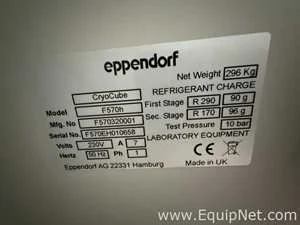 eppendorf
Net Weight 296 Kg
CryoCube
REFRIGERANT CHARGE
Model F570h
First Stage R 290 90 g
Mfg. No F570320001
Second Stage R 170 96 g
Serial No. F570EH010658
Test Pressure 10 bar
Volts 230V A 7
LABORATORY EQUIPMENT
Hertz 50 Hz Ph 1
CE Made in UK
Eppendorf AG 22331 Hamburg
www.EquipNet.com